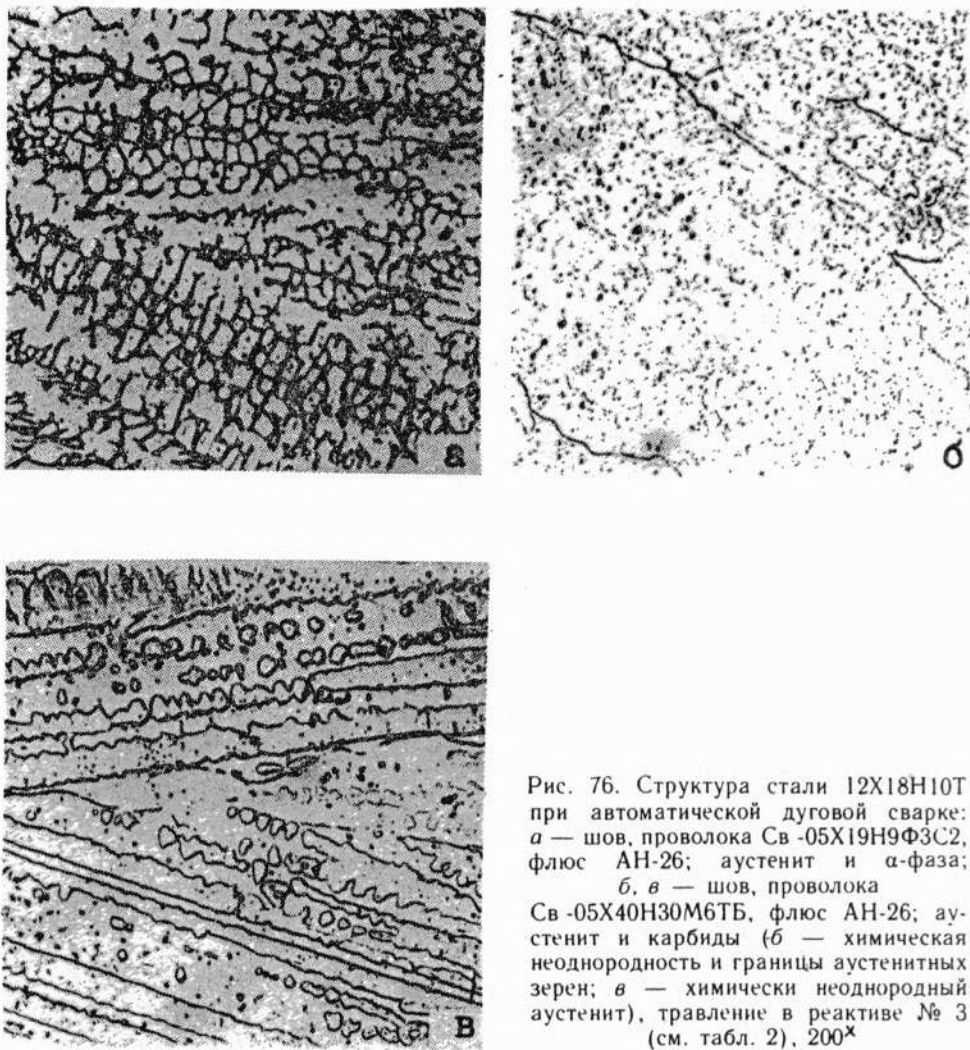 а
б
в
Рис. 76. Структура стали 12Х18Н10Т
при автоматической дуговой сварке:
а — шов, проволока Св -05Х19Н9Ф3С2,
флюс АН-26; аустенит и α-фаза;
б, в — шов, проволока
Св -05Х40Н30М6ТБ, флюс АН-26; ау-
стенит и карбиды (б — химическая
неоднородность и границы аустенитных
зерен; в — химически неоднородный
аустенит), травление в реактиве № 3
(см. табл. 2), 200ˣ